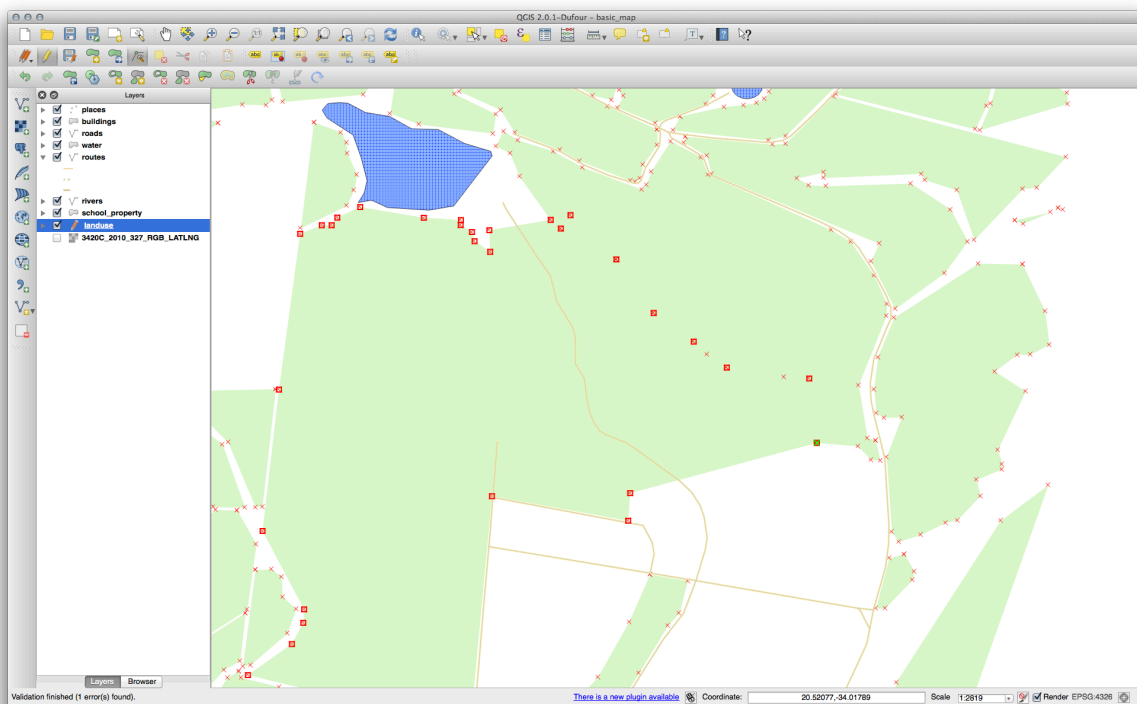 QGIS 2.0.1-Dufour - basic_map
Layers
places
buildings
roads
water
routes
rivers
school_property
landuse
3420C_2010_327_RGB_LATLNG
Layers
Browser
Validation finished (1 error(s) found).
There is a new plugin available
Coordinate:
20.52077,-34.01789
Scale
1:2819
Render
EPSG:4326